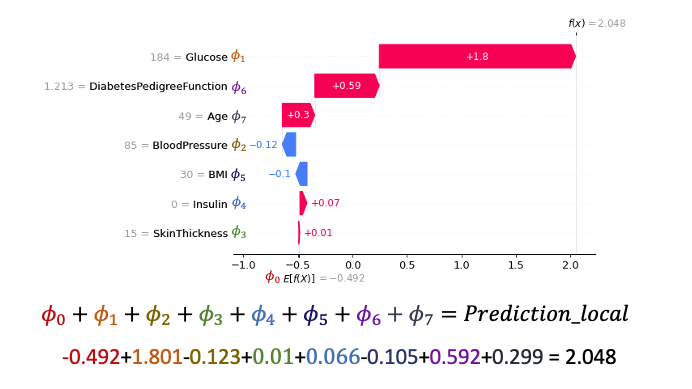 f(x) = 2.048
184 = Glucose ϕ1 +1.8
1.213 = DiabetesPedigreeFunction ϕ6 +0.59
49 = Age ϕ7 +0.3
85 = BloodPressure ϕ2 −0.12
30 = BMI ϕ5 −0.1
0 = Insulin ϕ4 +0.07
15 = SkinThickness ϕ3 +0.01
−1.0 −0.5 0.0 0.5 1.0 1.5 2.0
ϕ0 E[f(X)] = −0.492
ϕ0 + ϕ1 + ϕ2 + ϕ3 + ϕ4 + ϕ5 + ϕ6 + ϕ7 = Prediction_local
-0.492+1.801-0.123+0.01+0.066-0.105+0.592+0.299 = 2.048